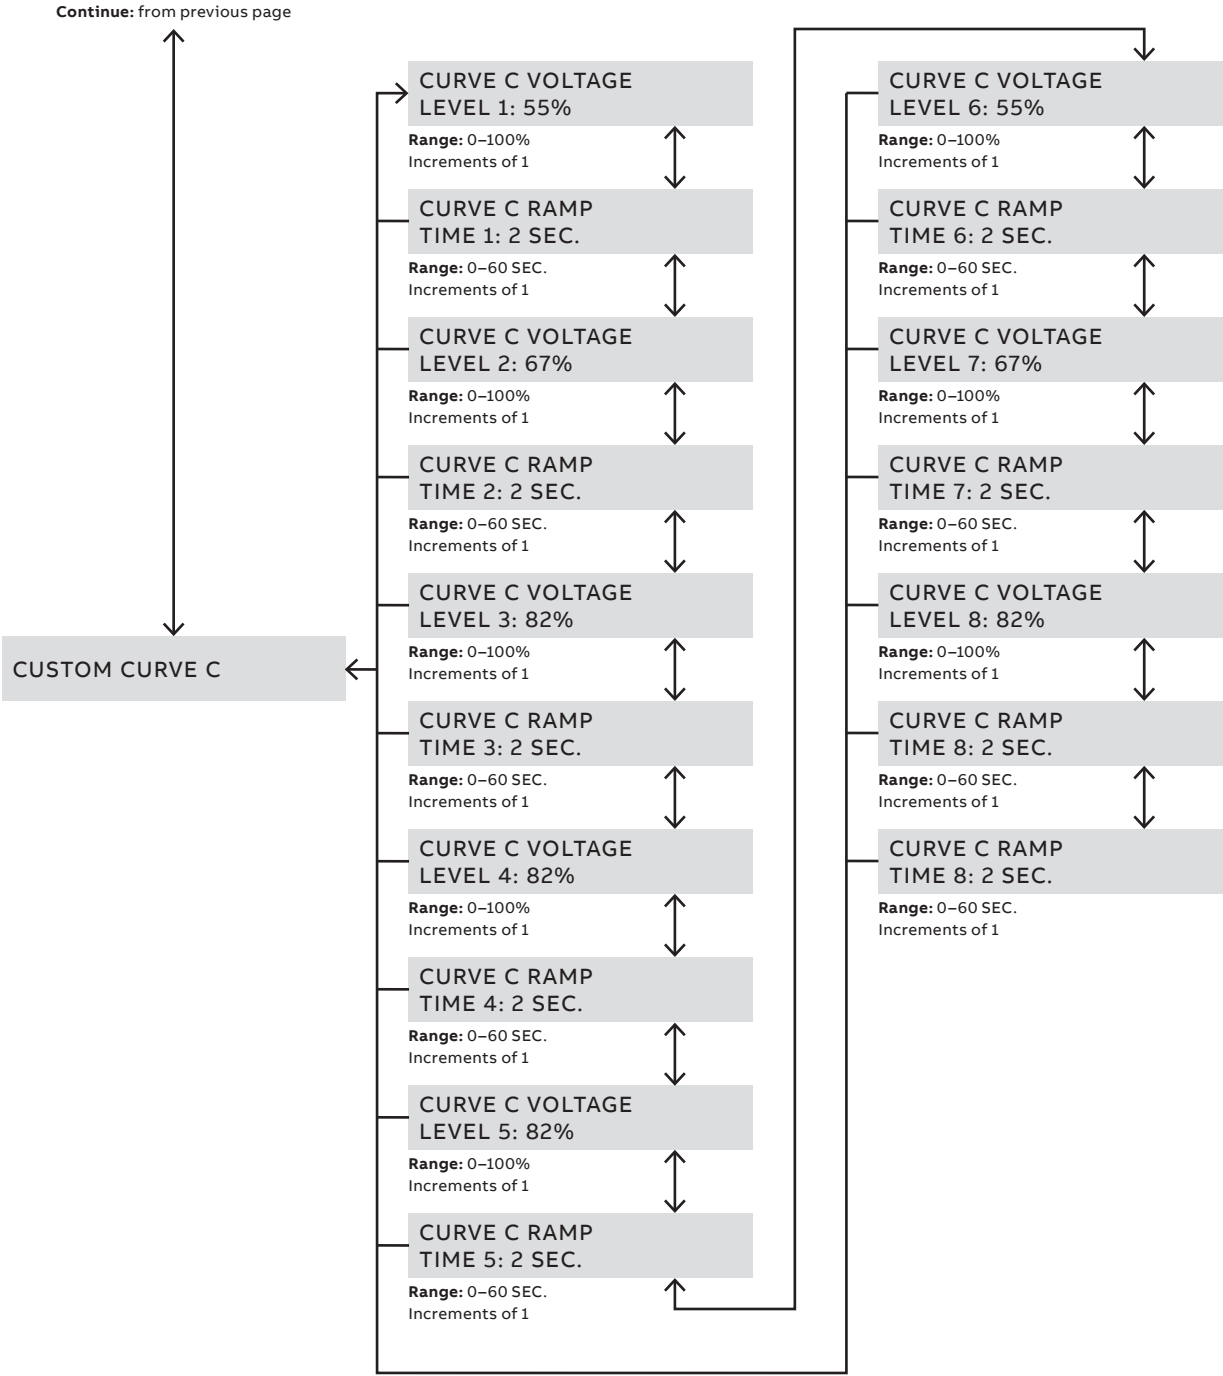 Continue: from previous page
CUSTOM CURVE C
CURVE C VOLTAGE
LEVEL 1: 55%
Range: 0–100%
Increments of 1
CURVE C RAMP
TIME 1: 2 SEC.
Range: 0–60 SEC.
Increments of 1
CURVE C VOLTAGE
LEVEL 2: 67%
Range: 0–100%
Increments of 1
CURVE C RAMP
TIME 2: 2 SEC.
Range: 0–60 SEC.
Increments of 1
CURVE C VOLTAGE
LEVEL 3: 82%
Range: 0–100%
Increments of 1
CURVE C RAMP
TIME 3: 2 SEC.
Range: 0–60 SEC.
Increments of 1
CURVE C VOLTAGE
LEVEL 4: 82%
Range: 0–100%
Increments of 1
CURVE C RAMP
TIME 4: 2 SEC.
Range: 0–60 SEC.
Increments of 1
CURVE C VOLTAGE
LEVEL 5: 82%
Range: 0–100%
Increments of 1
CURVE C RAMP
TIME 5: 2 SEC.
Range: 0–60 SEC.
Increments of 1
CURVE C VOLTAGE
LEVEL 6: 55%
Range: 0–100%
Increments of 1
CURVE C RAMP
TIME 6: 2 SEC.
Range: 0–60 SEC.
Increments of 1
CURVE C VOLTAGE
LEVEL 7: 67%
Range: 0–100%
Increments of 1
CURVE C RAMP
TIME 7: 2 SEC.
Range: 0–60 SEC.
Increments of 1
CURVE C VOLTAGE
LEVEL 8: 82%
Range: 0–100%
Increments of 1
CURVE C RAMP
TIME 8: 2 SEC.
Range: 0–60 SEC.
Increments of 1
CURVE C RAMP
TIME 8: 2 SEC.
Range: 0–60 SEC.
Increments of 1